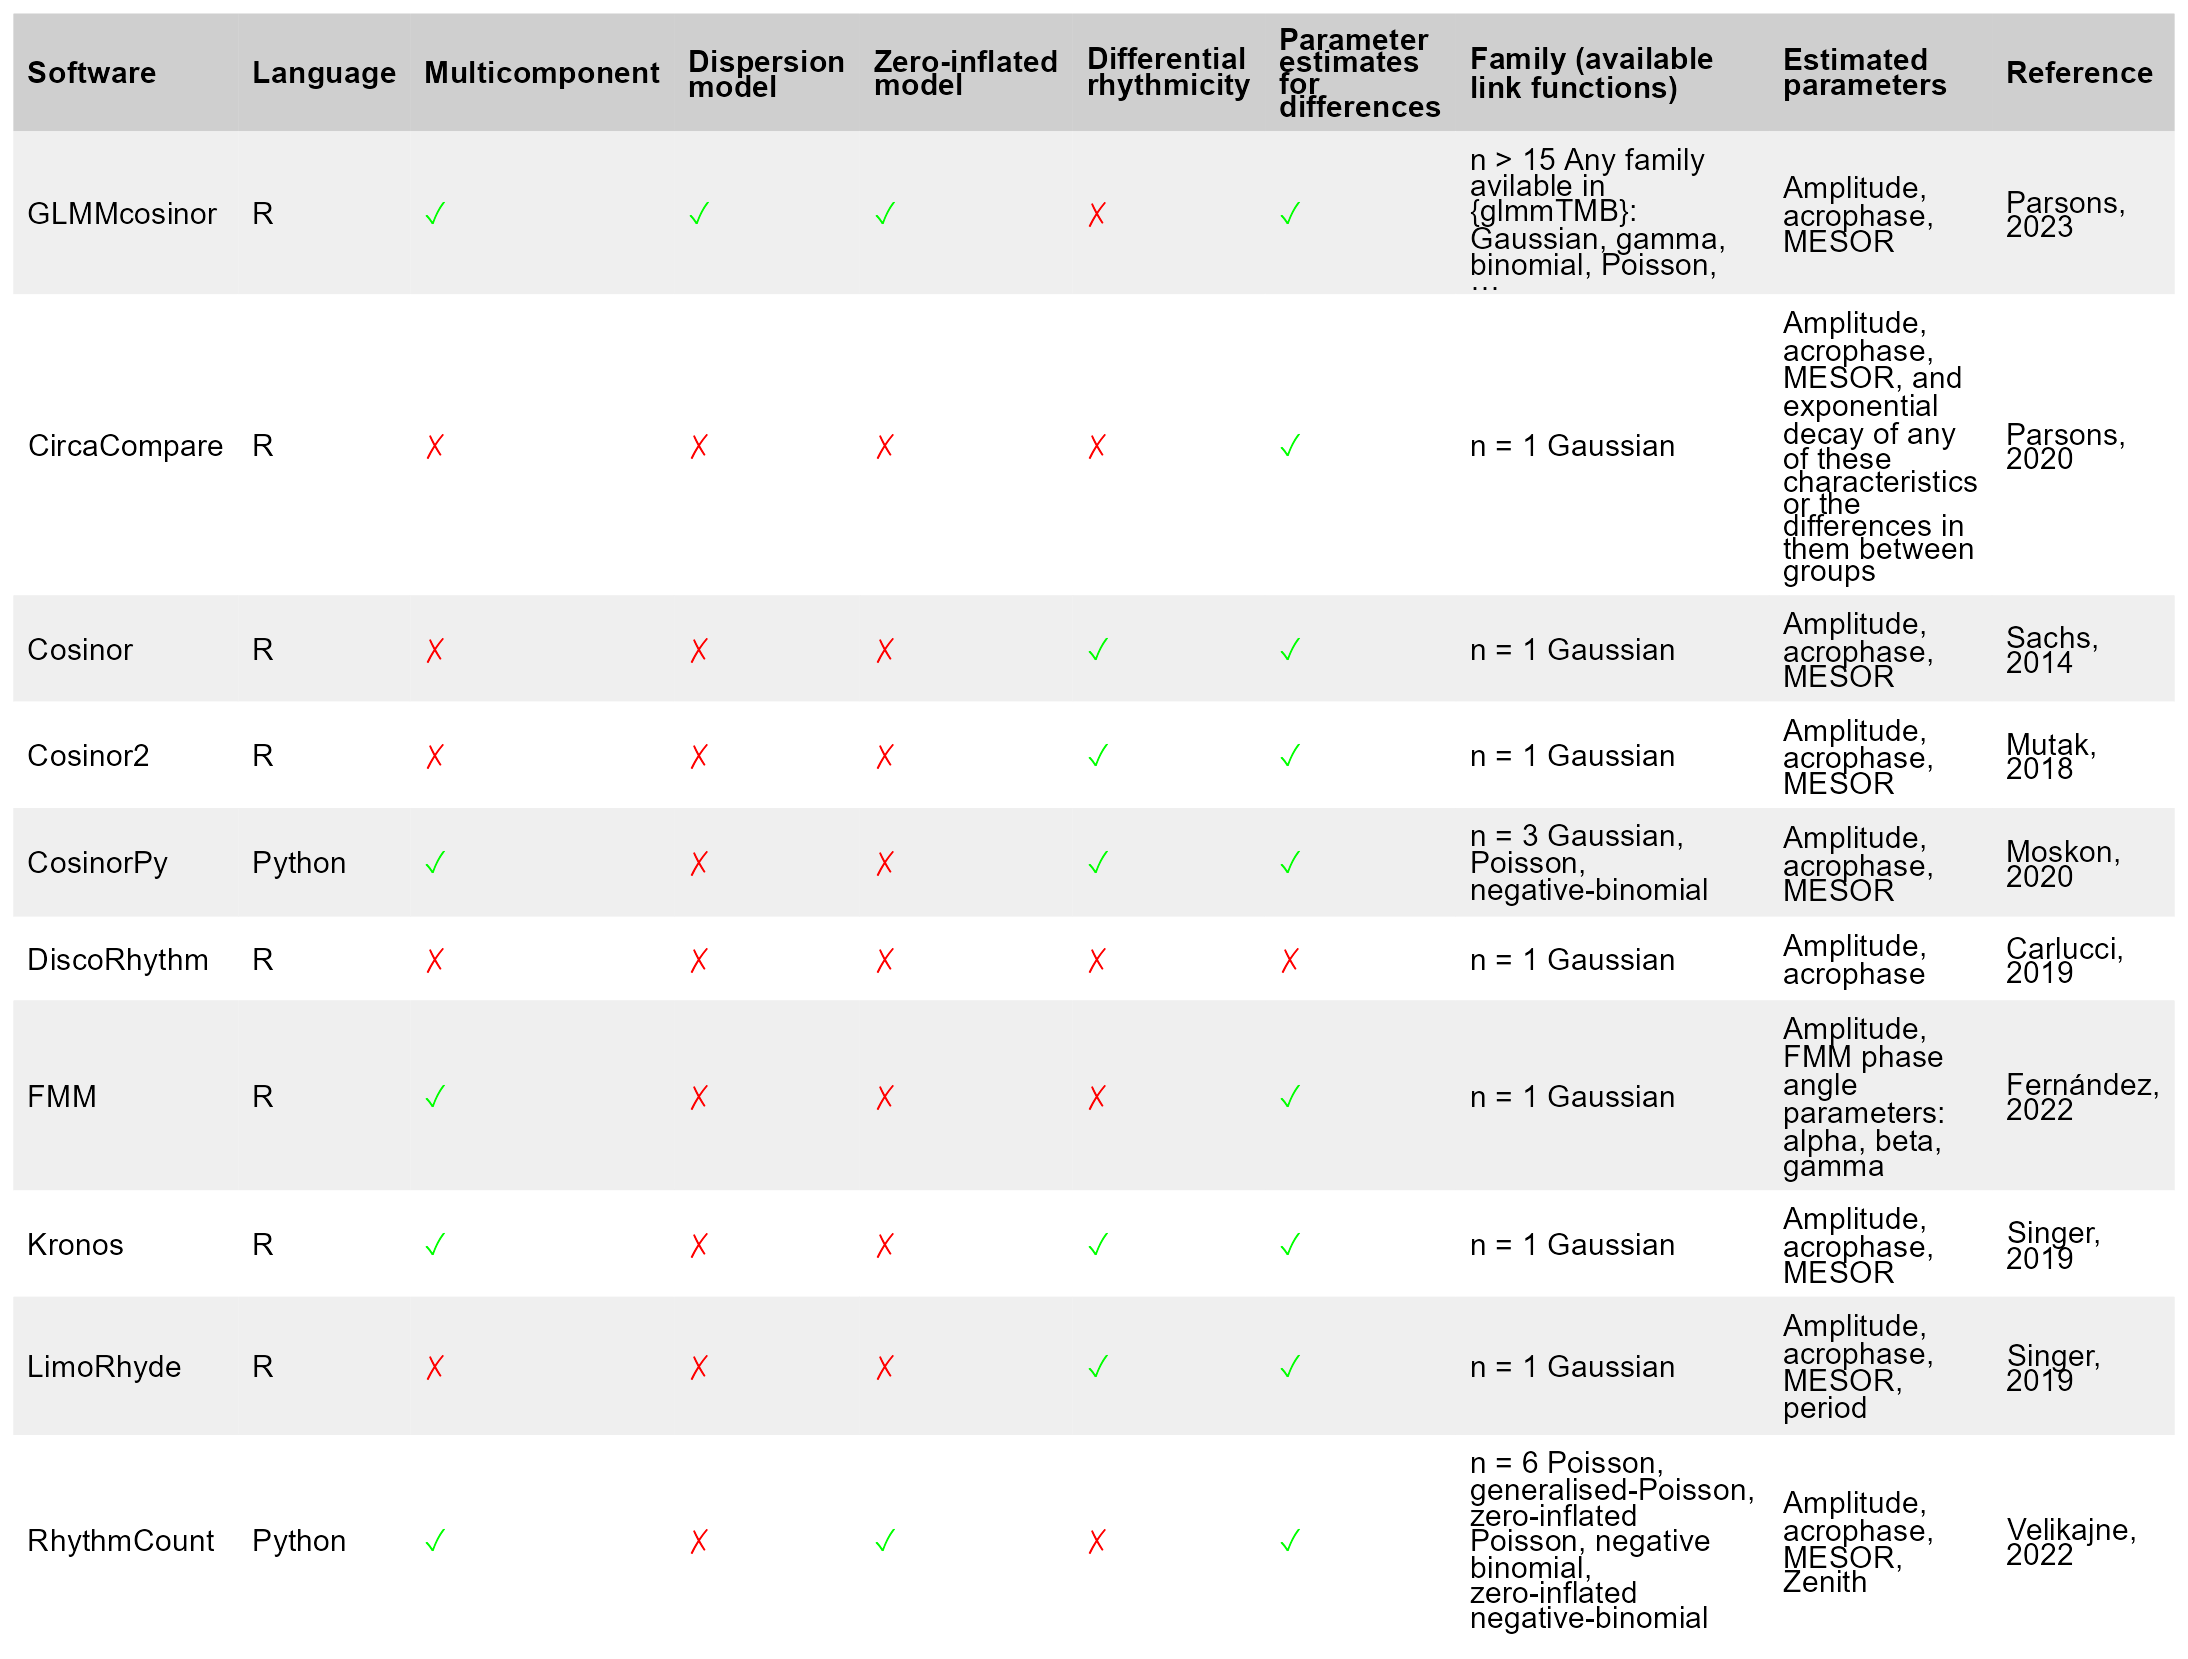 Software Language Multicomponent Dispersion model Zero-inflated model Differential rhythmicity Parameter estimates for differences Family (available link functions) Estimated parameters Reference
GLMMcosinor R ✓ ✓ ✓ ✗ ✓ n > 15 Any family avilable in {glmmTMB}: Gaussian, gamma, binomial, Poisson, … Amplitude, acrophase, MESOR Parsons, 2023
CircaCompare R ✗ ✗ ✗ ✗ ✓ n = 1 Gaussian Amplitude, acrophase, MESOR, and exponential decay of any of these characteristics or the differences in them between groups Parsons, 2020
Cosinor R ✗ ✗ ✗ ✓ ✓ n = 1 Gaussian Amplitude, acrophase, MESOR Sachs, 2014
Cosinor2 R ✗ ✗ ✗ ✓ ✓ n = 1 Gaussian Amplitude, acrophase, MESOR Mutak, 2018
CosinorPy Python ✓ ✗ ✗ ✓ ✓ n = 3 Gaussian, Poisson, negative-binomial Amplitude, acrophase, MESOR Moskon, 2020
DiscoRhythm R ✗ ✗ ✗ ✗ ✗ n = 1 Gaussian Amplitude, acrophase Carlucci, 2019
FMM R ✓ ✗ ✗ ✗ ✓ n = 1 Gaussian Amplitude, FMM phase angle parameters: alpha, beta, gamma Fernández, 2022
Kronos R ✓ ✗ ✗ ✓ ✓ n = 1 Gaussian Amplitude, acrophase, MESOR Singer, 2019
LimoRhyde R ✗ ✗ ✗ ✓ ✓ n = 1 Gaussian Amplitude, acrophase, MESOR, period Singer, 2019
RhythmCount Python ✓ ✗ ✓ ✗ ✓ n = 6 Poisson, generalised-Poisson, zero-inflated Poisson, negative binomial, zero-inflated negative-binomial Amplitude, acrophase, MESOR, Zenith Velikajne, 2022